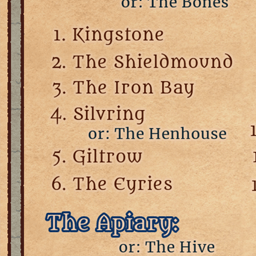 or: The Bones
1. Kingstone
2. The Shieldmound
3. The Iron Bay
4. Silvring
or: The Henhouse
5. Giltrow
6. The Eyries
The Apiary:
or: The Hive